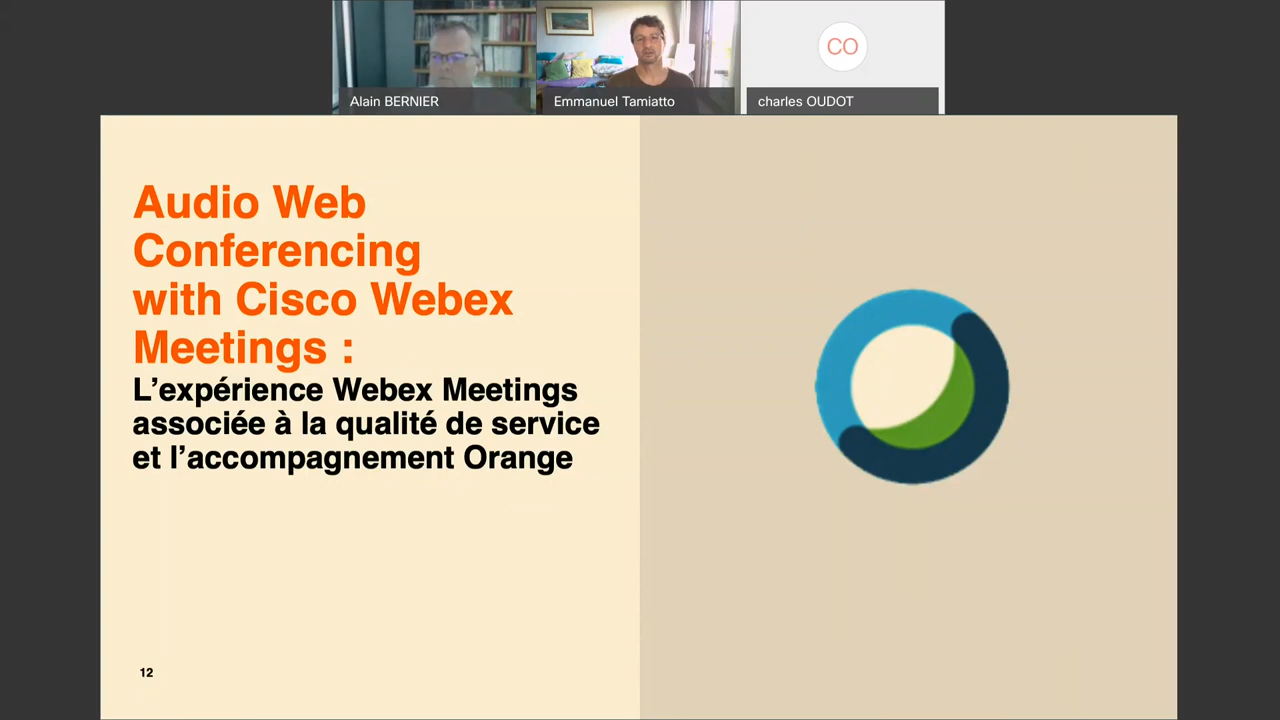 CO
Alain BERNIER
Emmanuel Tamiatto
charles OUDOT
Audio Web
Conferencing
with Cisco Webex
Meetings :
L’expérience Webex Meetings
associée à la qualité de service
et l’accompagnement Orange
12